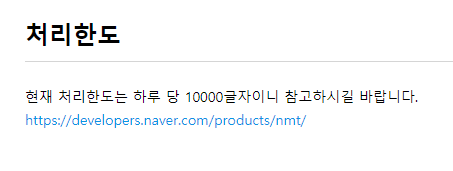 처리한도
현재 처리한도는 하루 당 10000글자이니 참고하시길 바랍니다.
https://developers.naver.com/products/nmt/